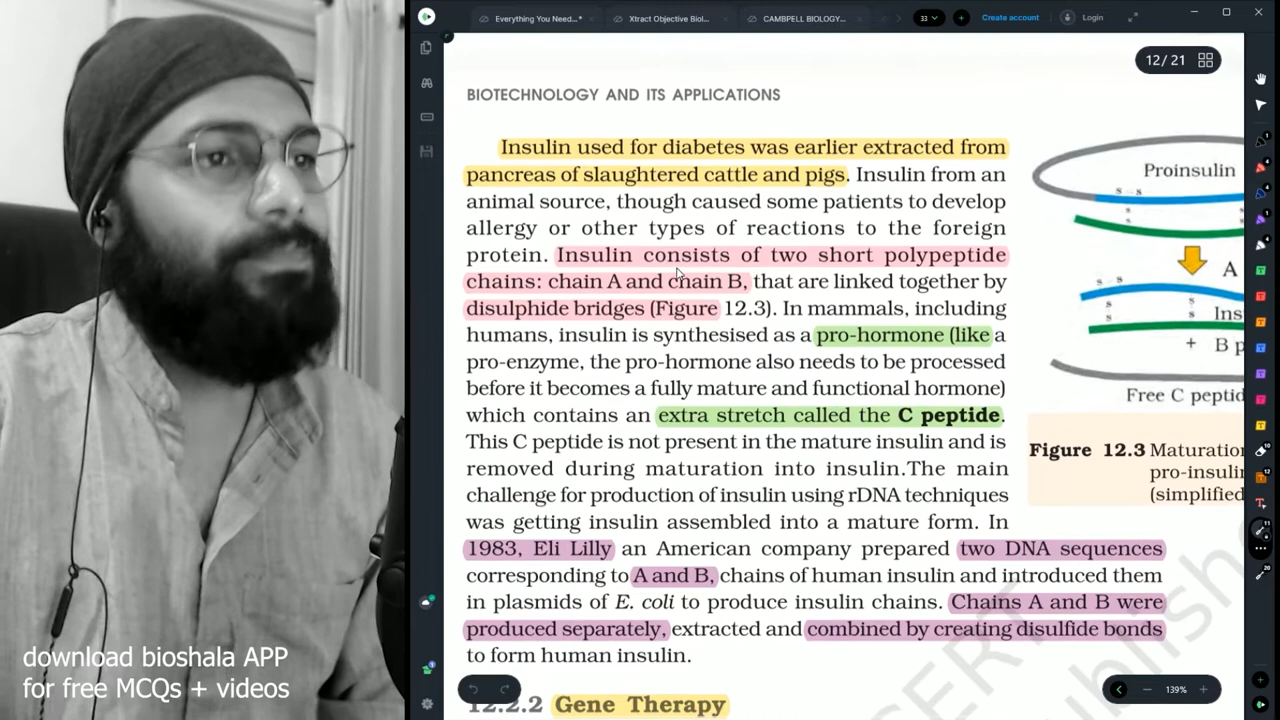 Everything You Need...*
Xtract Objective Biol...
CAMBPELL BIOLOGY...
33
Create account
Login
12/ 21
BIOTECHNOLOGY AND ITS APPLICATIONS
Insulin used for diabetes was earlier extracted from
pancreas of slaughtered cattle and pigs. Insulin from an
animal source, though caused some patients to develop
allergy or other types of reactions to the foreign
protein. Insulin consists of two short polypeptide
chains: chain A and chain B, that are linked together by
disulphide bridges (Figure 12.3). In mammals, including
humans, insulin is synthesised as a pro-hormone (like a
pro-enzyme, the pro-hormone also needs to be processed
before it becomes a fully mature and functional hormone)
which contains an extra stretch called the C peptide.
This C peptide is not present in the mature insulin and is
removed during maturation into insulin.The main
challenge for production of insulin using rDNA techniques
was getting insulin assembled into a mature form. In
1983, Eli Lilly an American company prepared two DNA sequences
corresponding to A and B, chains of human insulin and introduced them
in plasmids of E. coli to produce insulin chains. Chains A and B were
produced separately, extracted and combined by creating disulfide bonds
to form human insulin.
12.2.2 Gene Therapy
Proinsulin
s s
s
s
A
s s
s
s
s
s
Ins
+ B p
Free C peptid
Figure 12.3 Maturatio
pro-insulin
(simplified
139%
download bioshala APP
for free MCQs + videos